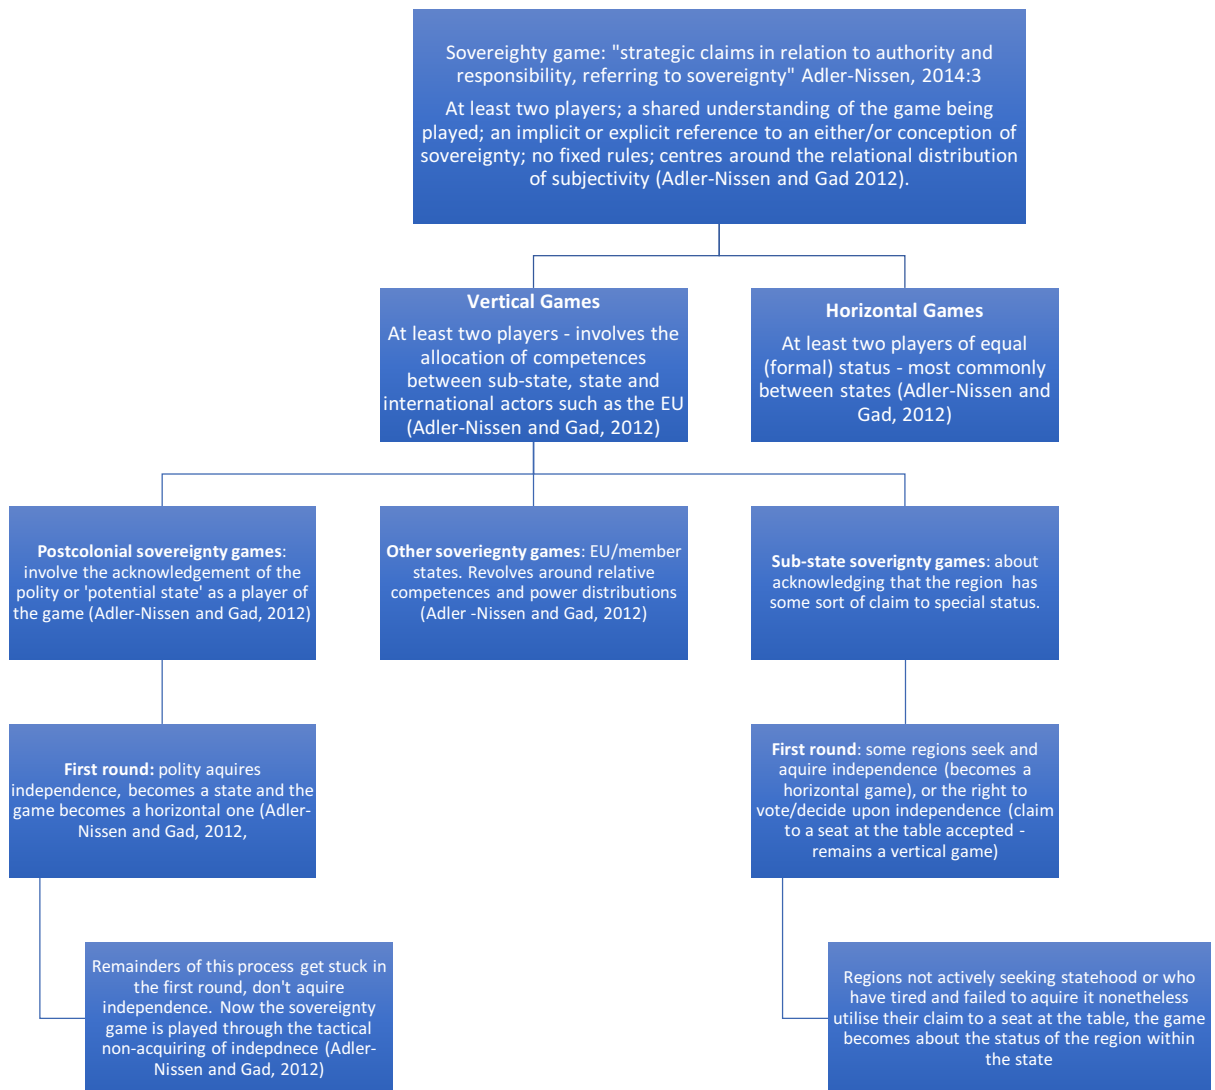 Sovereighty game: "strategic claims in relation to authority and
responsibility, referring to sovereignty" Adler-Nissen, 2014:3
At least two players; a shared understanding of the game being
played; an implicit or explicit reference to an either/or conception of
sovereignty; no fixed rules; centres around the relational distribution
of subjectivity (Adler-Nissen and Gad 2012).
Vertical Games
At least two players - involves the
allocation of competences
between sub-state, state and
international actors such as the EU
(Adler-Nissen and Gad, 2012)
Horizontal Games
At least two players of equal
(formal) status - most commonly
between states (Adler-Nissen and
Gad, 2012)
Postcolonial sovereignty games:
involve the acknowledgement of the
polity or 'potential state' as a player of
the game (Adler-Nissen and Gad, 2012)
Other soveriegnty games: EU/member
states. Revolves around relative
competences and power distributions
(Adler -Nissen and Gad, 2012)
Sub-state soverignty games: about
acknowledging that the region has
some sort of claim to special status.
First round: polity aquires
independence, becomes a state and the
game becomes a horizontal one (Adler-
Nissen and Gad, 2012,
First round: some regions seek and
aquire independence (becomes a
horizontal game), or the right to
vote/decide upon independence (claim
to a seat at the table accepted -
remains a vertical game)
Remainders of this process get stuck in
the first round, don't aquire
independence. Now the sovereignty
game is played through the tactical
non-acquiring of indepdnece (Adler-
Nissen and Gad, 2012)
Regions not actively seeking statehood or who
have tired and failed to aquire it nonetheless
utilise their claim to a seat at the table, the game
becomes about the status of the region within
the state